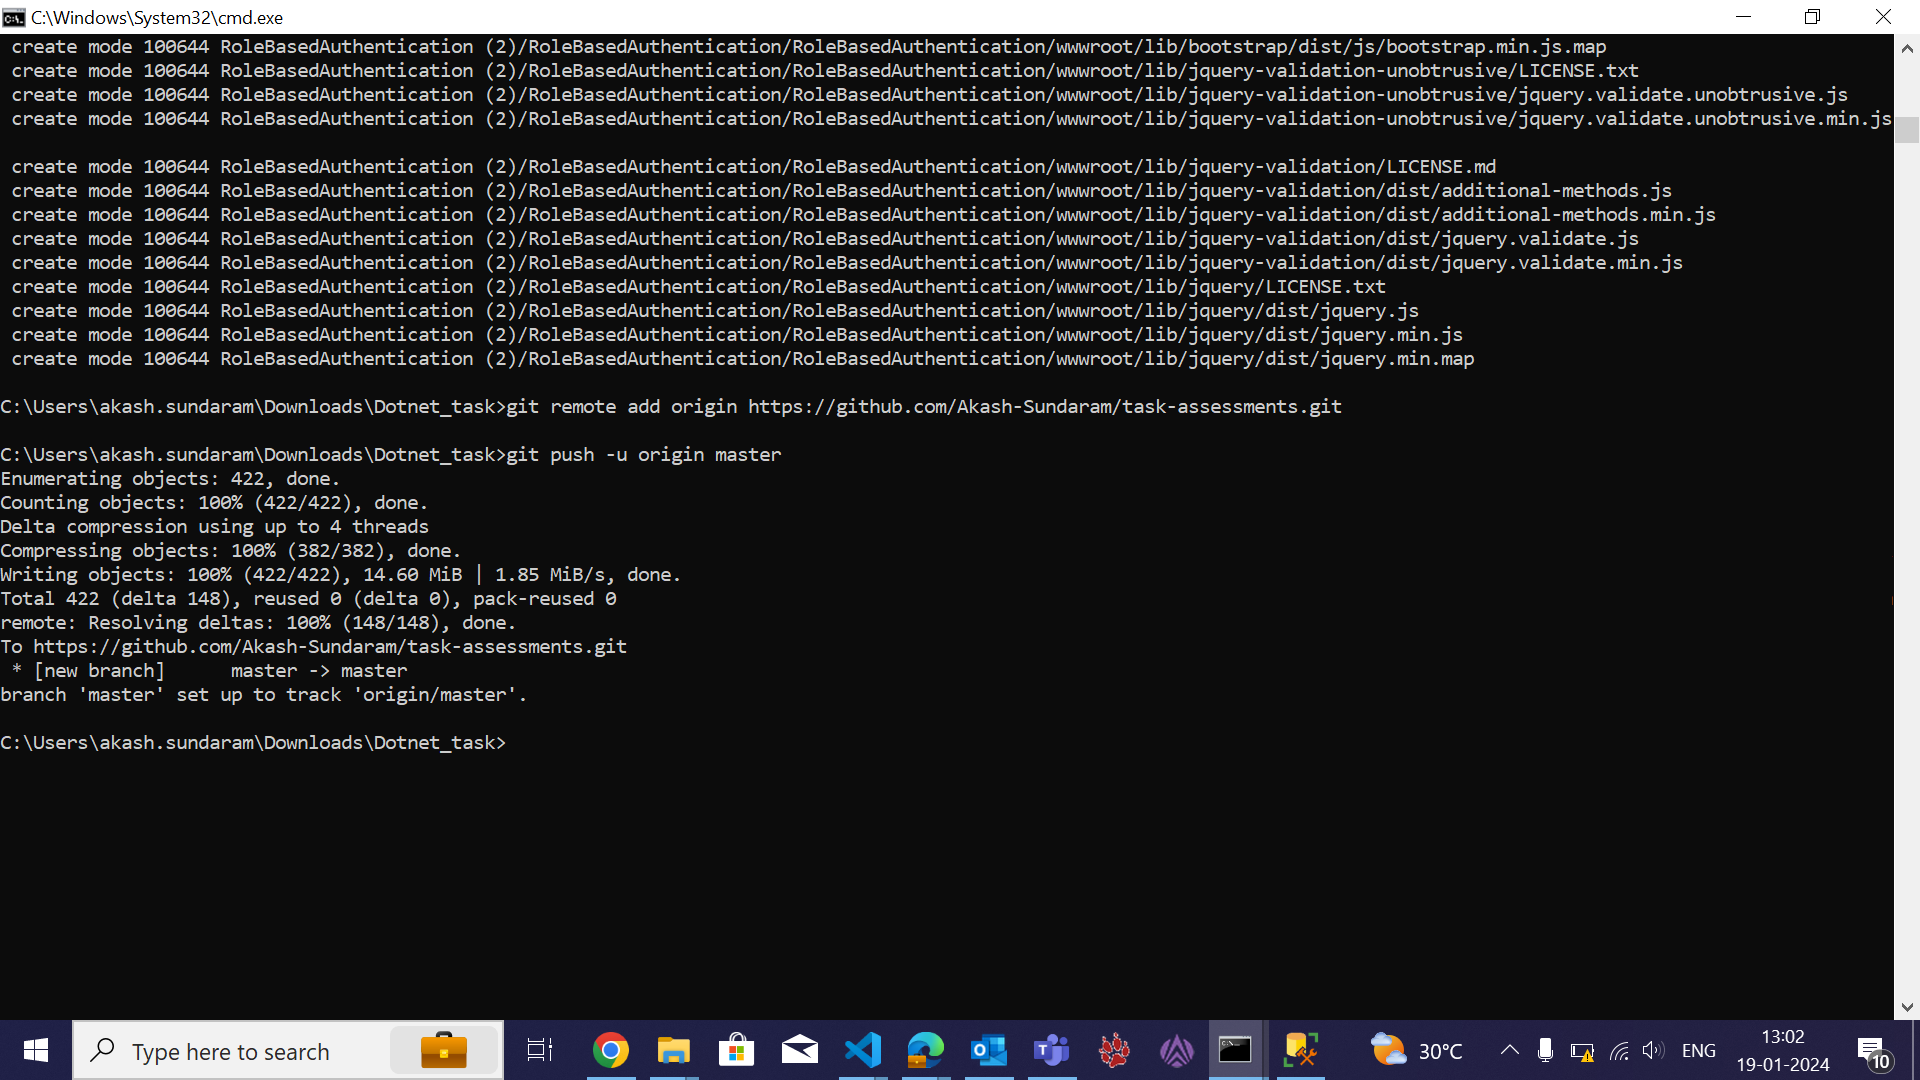 C:\Windows\System32\cmd.exe
create mode 100644 RoleBasedAuthentication (2)/RoleBasedAuthentication/RoleBasedAuthentication/wwwroot/lib/bootstrap/dist/js/bootstrap.min.js.map
create mode 100644 RoleBasedAuthentication (2)/RoleBasedAuthentication/RoleBasedAuthentication/wwwroot/lib/jquery-validation-unobtrusive/LICENSE.txt
create mode 100644 RoleBasedAuthentication (2)/RoleBasedAuthentication/RoleBasedAuthentication/wwwroot/lib/jquery-validation-unobtrusive/jquery.validate.unobtrusive.js
create mode 100644 RoleBasedAuthentication (2)/RoleBasedAuthentication/RoleBasedAuthentication/wwwroot/lib/jquery-validation-unobtrusive/jquery.validate.unobtrusive.min.js
create mode 100644 RoleBasedAuthentication (2)/RoleBasedAuthentication/RoleBasedAuthentication/wwwroot/lib/jquery-validation/LICENSE.md
create mode 100644 RoleBasedAuthentication (2)/RoleBasedAuthentication/RoleBasedAuthentication/wwwroot/lib/jquery-validation/dist/additional-methods.js
create mode 100644 RoleBasedAuthentication (2)/RoleBasedAuthentication/RoleBasedAuthentication/wwwroot/lib/jquery-validation/dist/additional-methods.min.js
create mode 100644 RoleBasedAuthentication (2)/RoleBasedAuthentication/RoleBasedAuthentication/wwwroot/lib/jquery-validation/dist/jquery.validate.js
create mode 100644 RoleBasedAuthentication (2)/RoleBasedAuthentication/RoleBasedAuthentication/wwwroot/lib/jquery-validation/dist/jquery.validate.min.js
create mode 100644 RoleBasedAuthentication (2)/RoleBasedAuthentication/RoleBasedAuthentication/wwwroot/lib/jquery/LICENSE.txt
create mode 100644 RoleBasedAuthentication (2)/RoleBasedAuthentication/RoleBasedAuthentication/wwwroot/lib/jquery/dist/jquery.js
create mode 100644 RoleBasedAuthentication (2)/RoleBasedAuthentication/RoleBasedAuthentication/wwwroot/lib/jquery/dist/jquery.min.js
create mode 100644 RoleBasedAuthentication (2)/RoleBasedAuthentication/RoleBasedAuthentication/wwwroot/lib/jquery/dist/jquery.min.map
C:\Users\akash.sundaram\Downloads\Dotnet_task>git remote add origin https://github.com/Akash-Sundaram/task-assessments.git
C:\Users\akash.sundaram\Downloads\Dotnet_task>git push -u origin master
Enumerating objects: 422, done.
Counting objects: 100% (422/422), done.
Delta compression using up to 4 threads
Compressing objects: 100% (382/382), done.
Writing objects: 100% (422/422), 14.60 MiB | 1.85 MiB/s, done.
Total 422 (delta 148), reused 0 (delta 0), pack-reused 0
remote: Resolving deltas: 100% (148/148), done.
To https://github.com/Akash-Sundaram/task-assessments.git
* [new branch]      master -> master
branch 'master' set up to track 'origin/master'.
C:\Users\akash.sundaram\Downloads\Dotnet_task>
Type here to search
30°C
ENG
13:02
19-01-2024
10